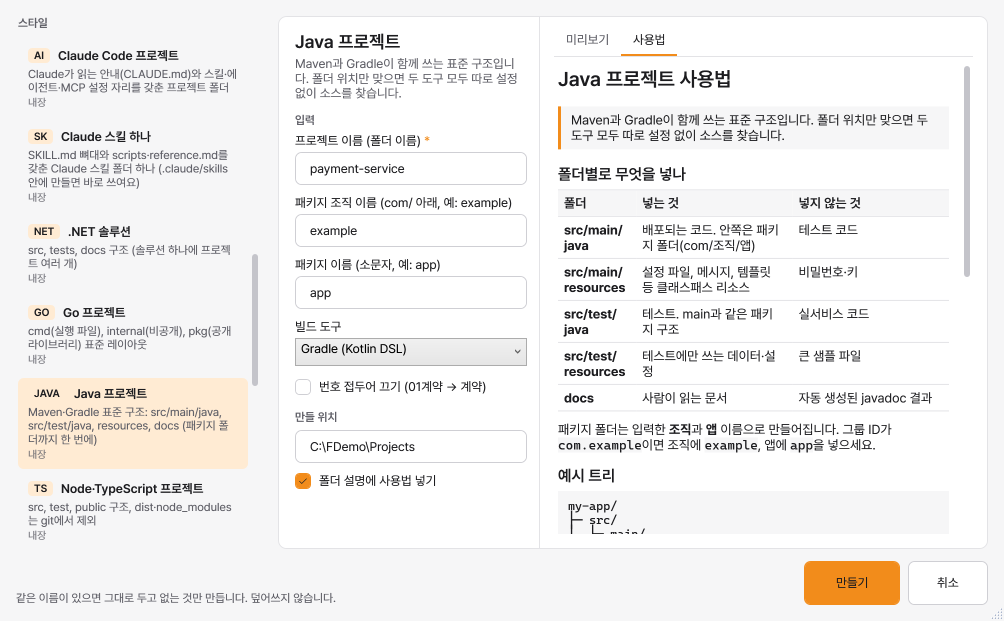 스타일
AI Claude Code 프로젝트
Claude가 읽는 안내(CLAUDE.md)와 스킬·에
이전트·MCP 설정 자리를 갖춘 프로젝트 폴더
내장
SK Claude 스킬 하나
SKILL.md 뼈대와 scripts·reference.md를
갖춘 Claude 스킬 폴더 하나 (.claude/skills
안에 만들면 바로 쓰여요)
내장
NET .NET 솔루션
src, tests, docs 구조 (솔루션 하나에 프로젝
트 여러 개)
내장
GO Go 프로젝트
cmd(실행 파일), internal(비공개), pkg(공개
라이브러리) 표준 레이아웃
내장
JAVA Java 프로젝트
Maven·Gradle 표준 구조: src/main/java,
src/test/java, resources, docs (패키지 폴
더까지 한 번에)
내장
TS Node·TypeScript 프로젝트
src, test, public 구조, dist·node_modules
는 git에서 제외
내장
Java 프로젝트
Maven과 Gradle이 함께 쓰는 표준 구조입니
다. 폴더 위치만 맞으면 두 도구 모두 따로 설정
없이 소스를 찾습니다.
입력
프로젝트 이름 (폴더 이름) *
payment-service
패키지 조직 이름 (com/ 아래, 예: example)
example
패키지 이름 (소문자, 예: app)
app
빌드 도구
Gradle (Kotlin DSL)
번호 접두어 끄기 (01계약 → 계약)
만들 위치
C:\FDemo\Projects
폴더 설명에 사용법 넣기
미리보기 사용법
Java 프로젝트 사용법
Maven과 Gradle이 함께 쓰는 표준 구조입니다. 폴더 위치만 맞으면 두
도구 모두 따로 설정 없이 소스를 찾습니다.
폴더별로 무엇을 넣나
폴더 넣는 것 넣지 않는 것
src/main/ 배포되는 코드. 안쪽은 패키 테스트 코드
java 지 폴더(com/조직/앱)
src/main/ 설정 파일, 메시지, 템플릿 비밀번호·키
resources 등 클래스패스 리소스
src/test/ 테스트. main과 같은 패키 실서비스 코드
java 지 구조
src/test/ 테스트에만 쓰는 데이터·설 큰 샘플 파일
resources 정
docs 사람이 읽는 문서 자동 생성된 javadoc 결과
패키지 폴더는 입력한 조직과 앱 이름으로 만들어집니다. 그룹 ID가
com.example이면 조직에 example, 앱에 app을 넣으세요.
예시 트리
my-app/
├─ src/
│ └─ main/
만들기 취소
같은 이름이 있으면 그대로 두고 없는 것만 만듭니다. 덮어쓰지 않습니다.